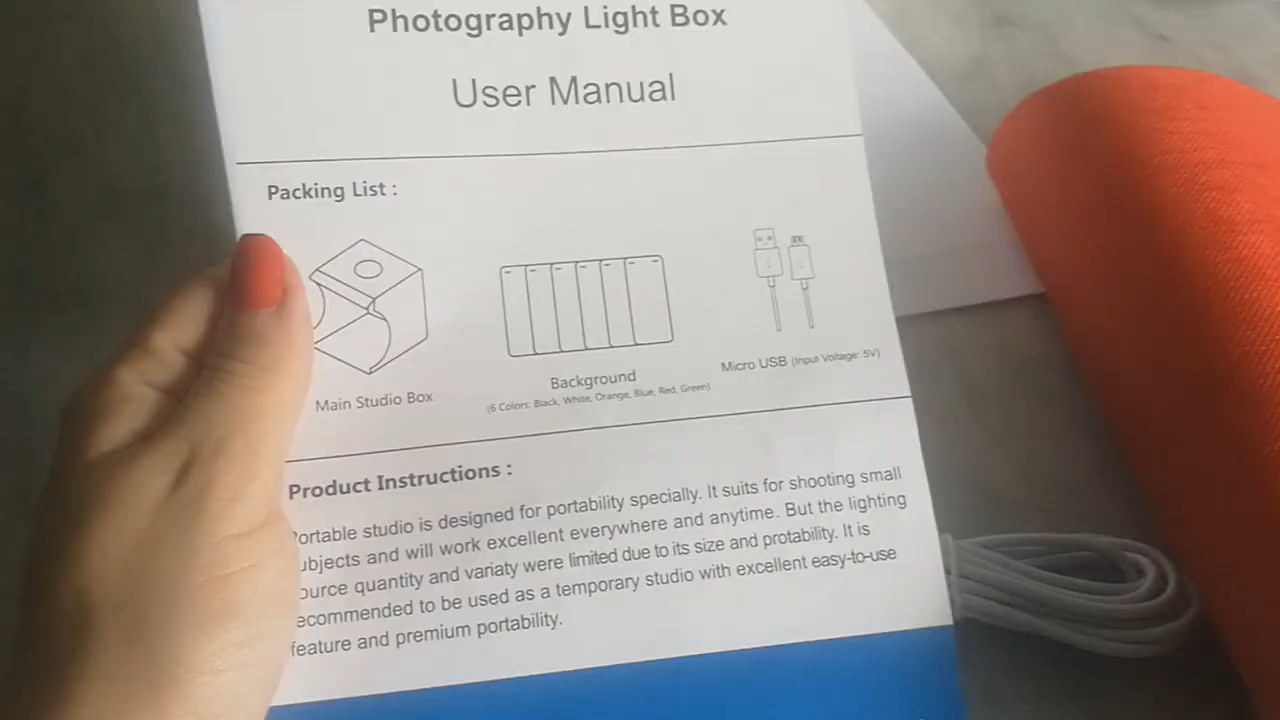 Photography Light Box
User Manual
Packing List :
Main Studio Box
Background
(6 Colors: Black, White, Orange, Blue, Red, Green)
Micro USB (Input Voltage: 5V)
Product Instructions :
Portable studio is designed for portability specially. It suits for shooting small
ubjects and will work excellent everywhere and anytime. But the lighting
ource quantity and variaty were limited due to its size and protability. It is
ecommended to be used as a temporary studio with excellent easy-to-use
feature and premium portability.